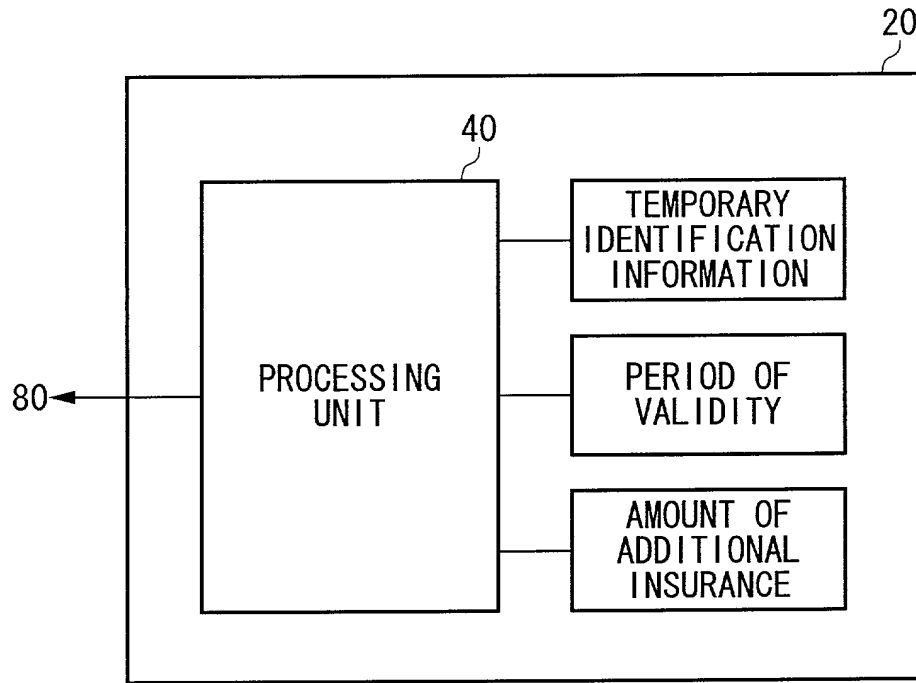 20
40
TEMPORARY
IDENTIFICATION
INFORMATION
80
PROCESSING
UNIT
PERIOD OF
VALIDITY
AMOUNT OF
ADDITIONAL
INSURANCE